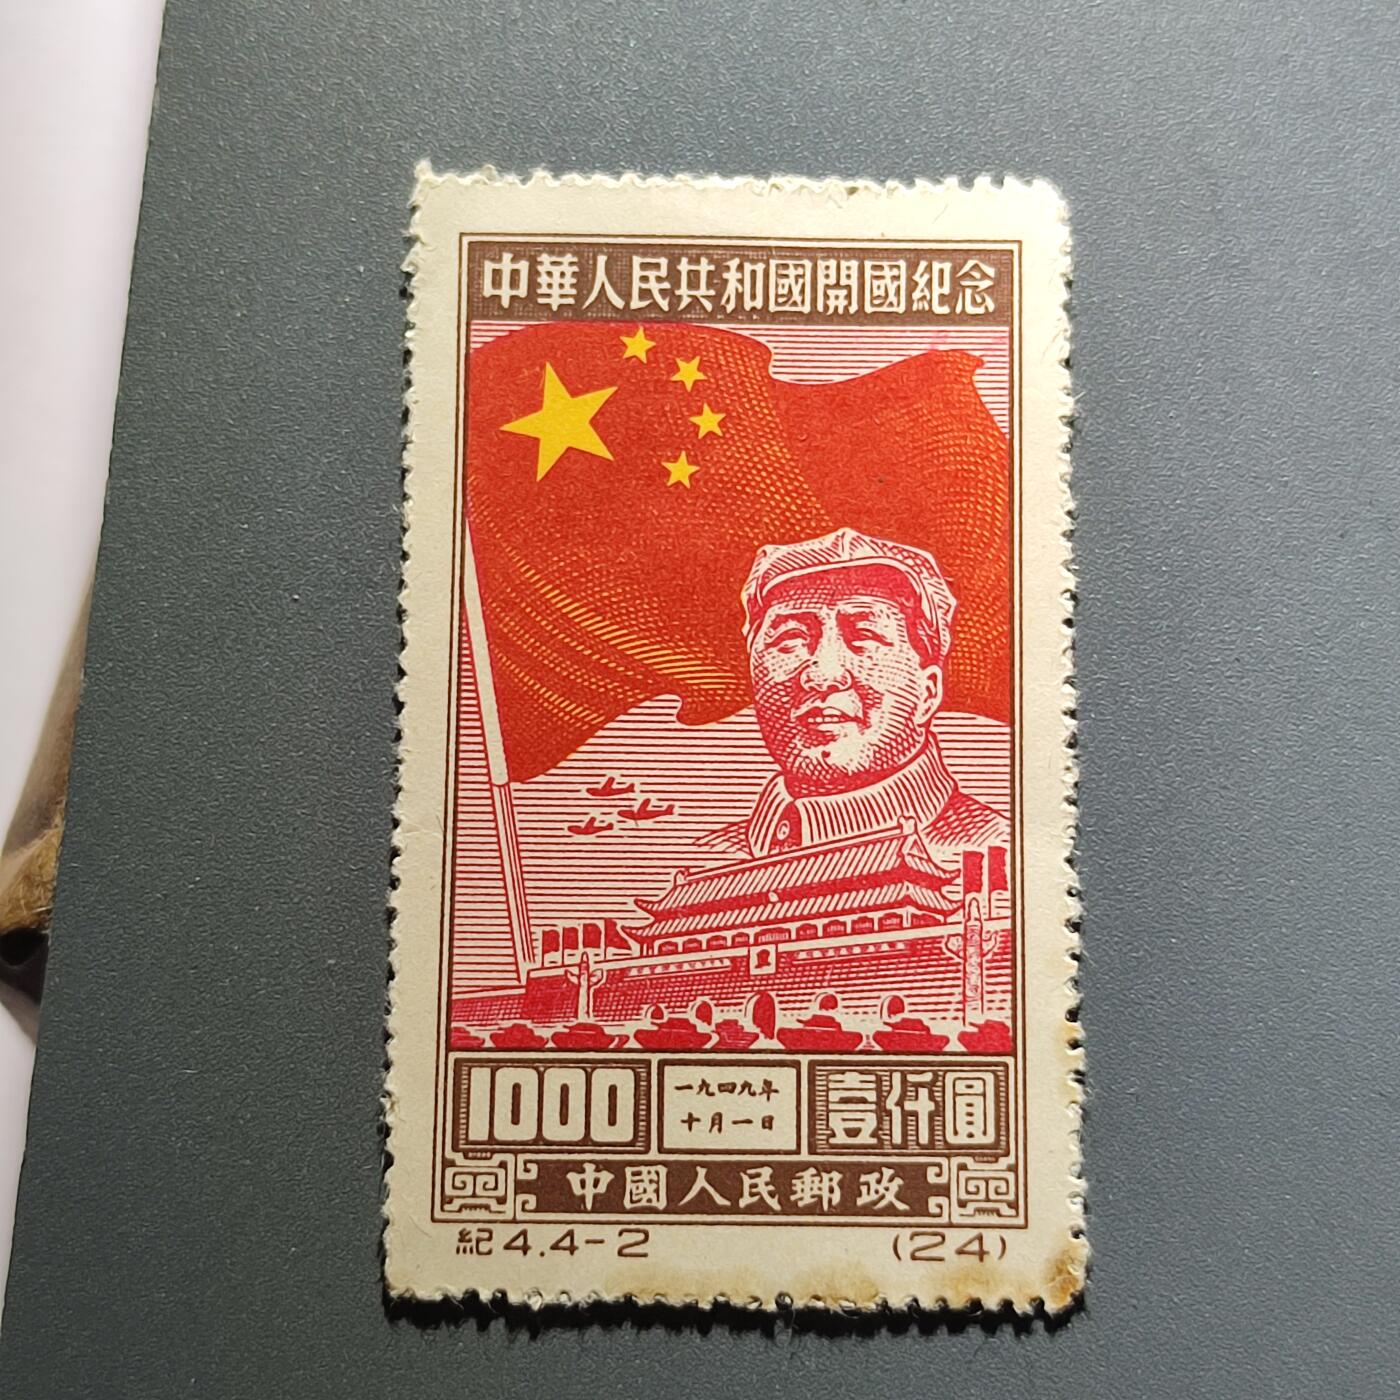 中華人民共和國開國紀念
1000
一九四九年
十月一日
壹仟圓
中國人民郵政
紀4.4-2
(24)